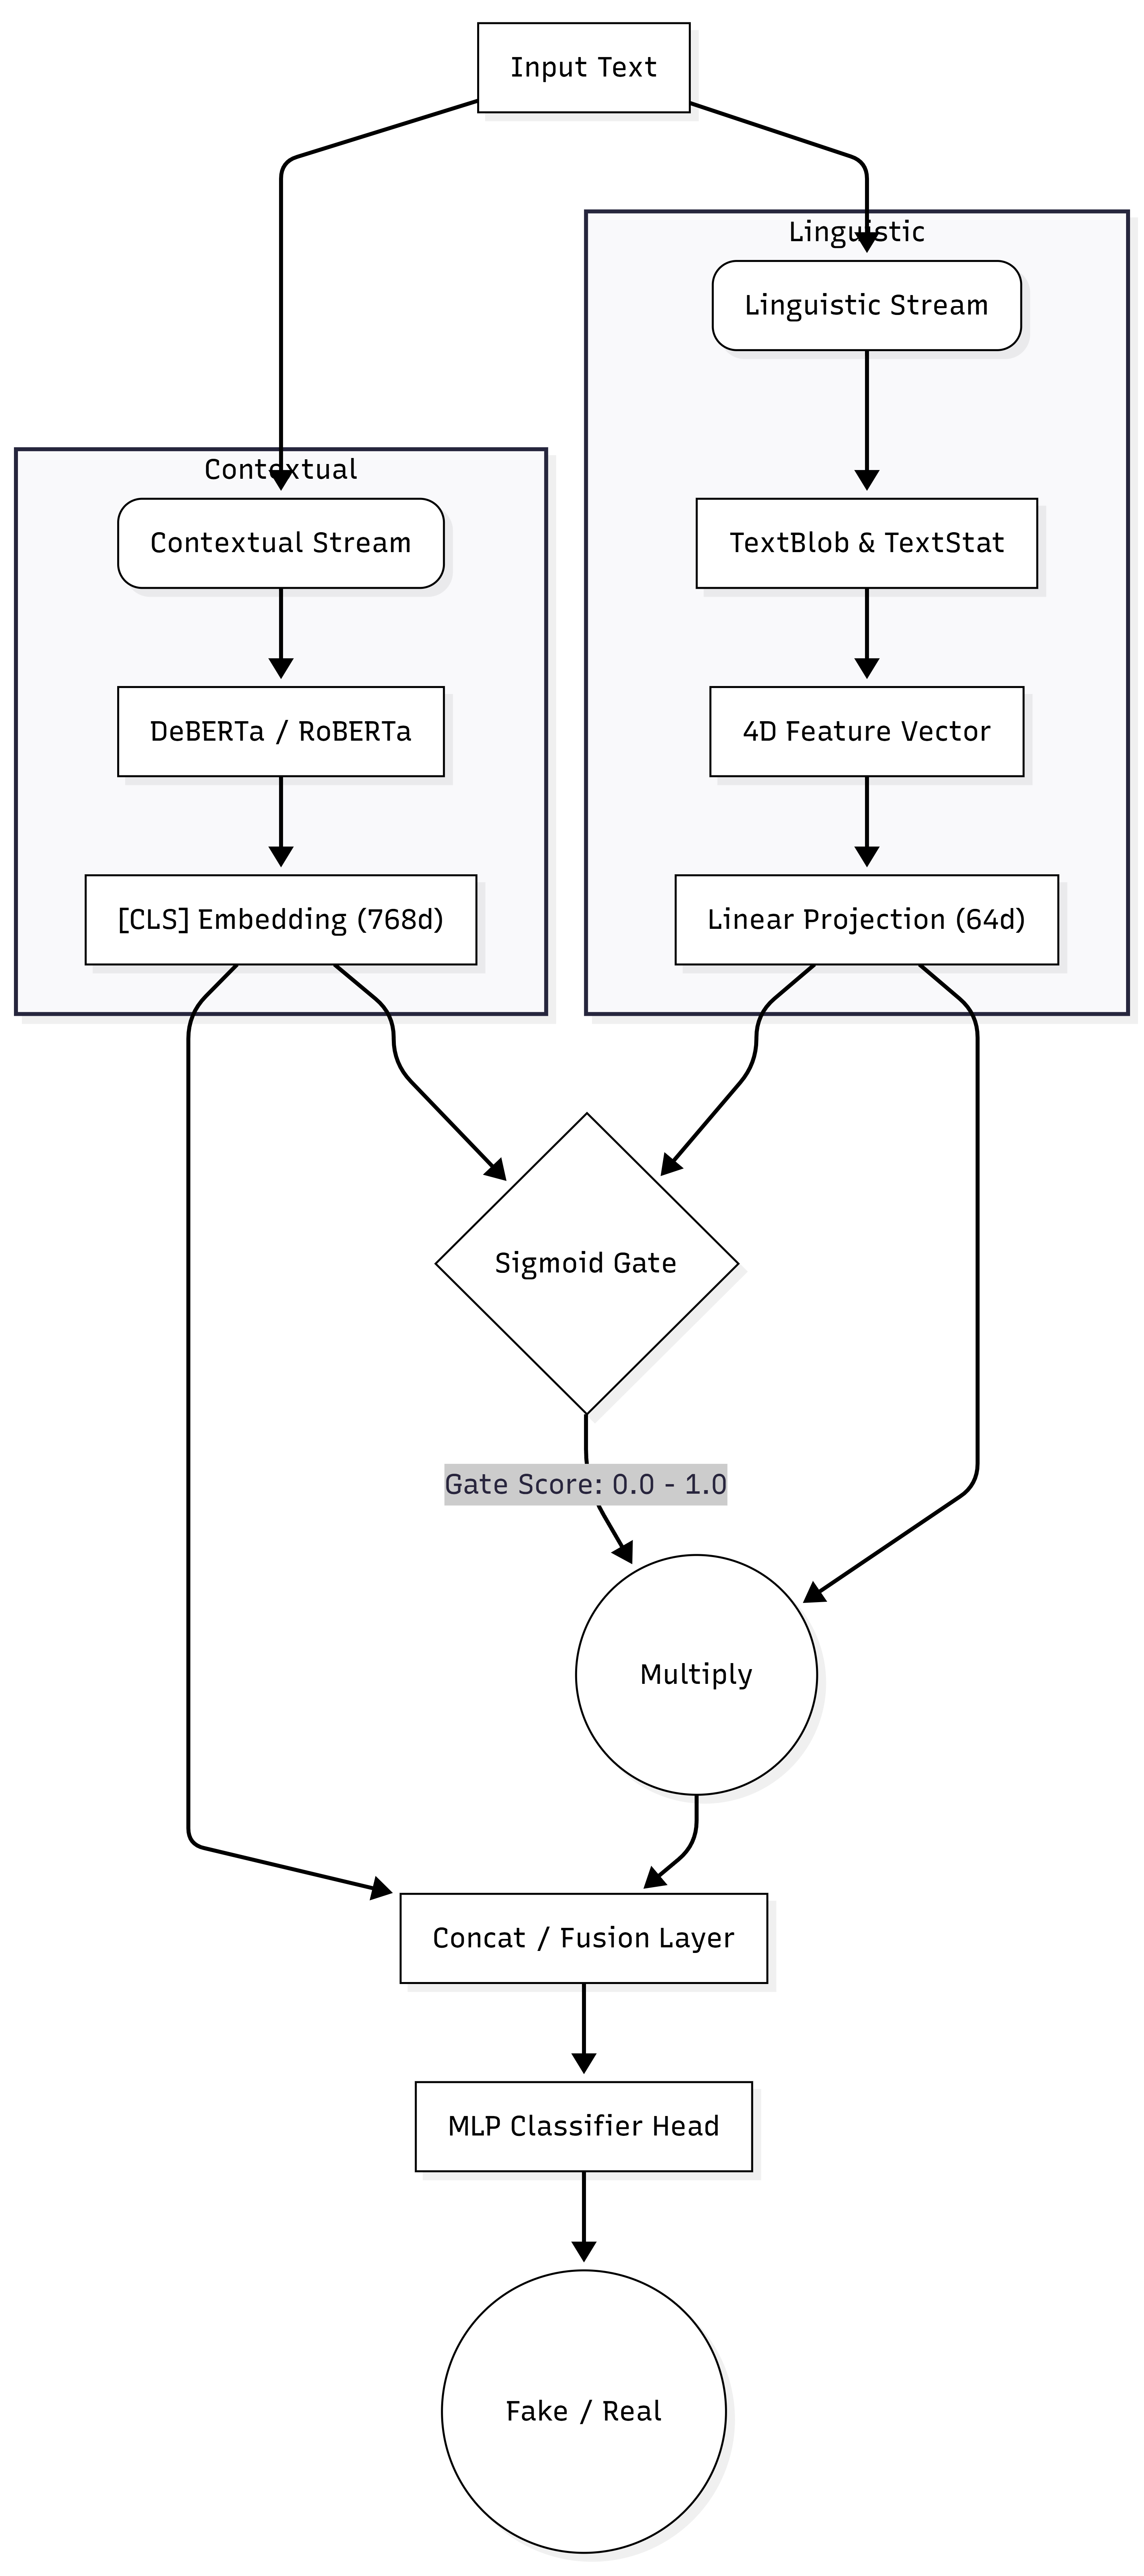 Input Text
Linguistic
Linguistic Stream
Contextual
Contextual Stream
TextBlob & TextStat
DeBERTa / RoBERTa
4D Feature Vector
[CLS] Embedding (768d)
Linear Projection (64d)
Sigmoid Gate
Gate Score: 0.0 - 1.0
Multiply
Concat / Fusion Layer
MLP Classifier Head
Fake / Real